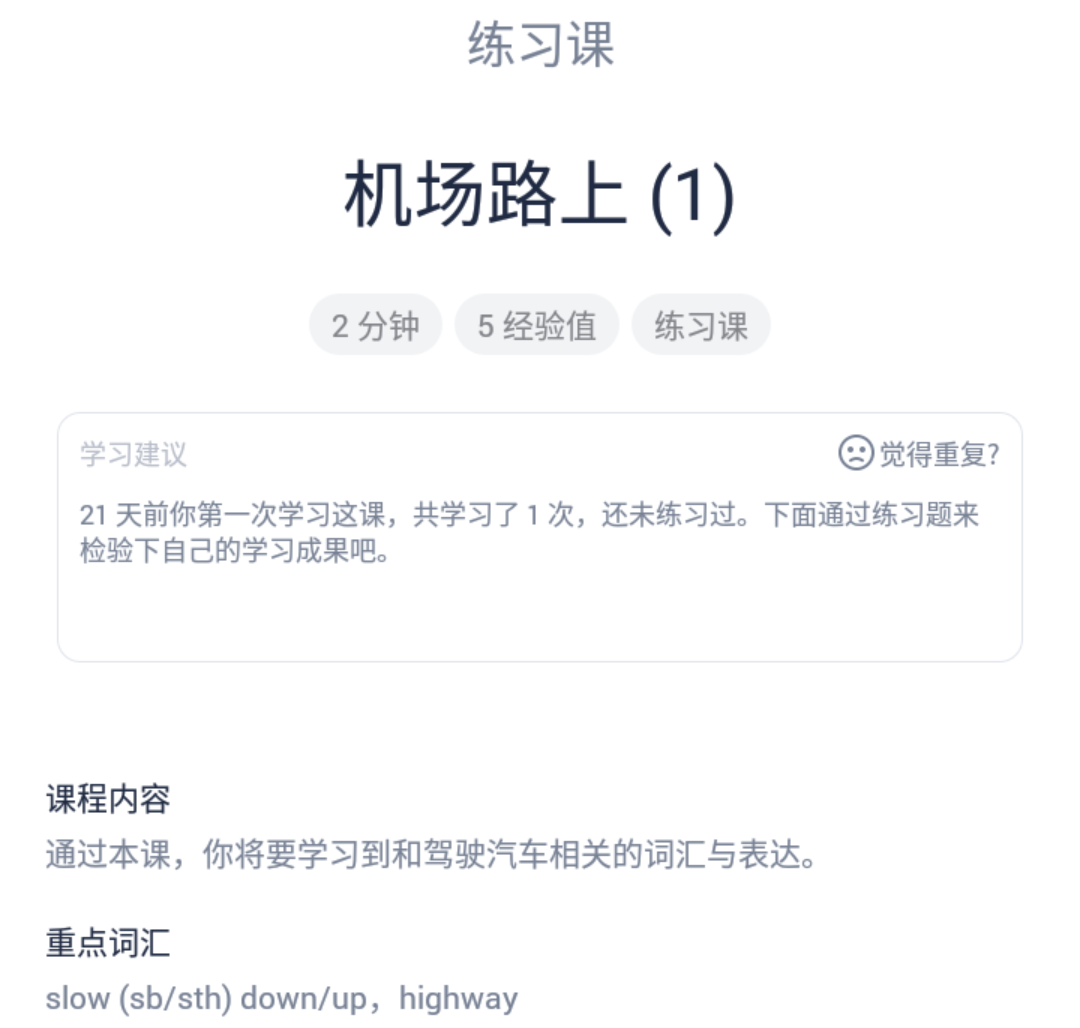 练习课
机场路上 (1)
2 分钟 5 经验值 练习课
学习建议 觉得重复?
21 天前你第一次学习这课，共学习了 1 次，还未练习过。下面通过练习题来
检验下自己的学习成果吧。
课程内容
通过本课，你将要学习到和驾驶汽车相关的词汇与表达。
重点词汇
slow (sb/sth) down/up，highway